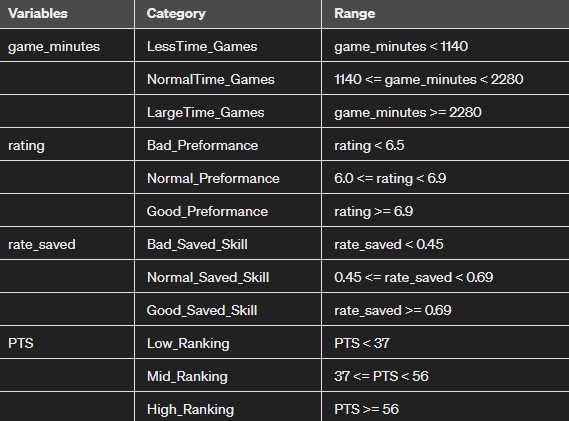 Variables Category Range
game_minutes LessTime_Games game_minutes < 1140
NormalTime_Games 1140 <= game_minutes < 2280
LargeTime_Games game_minutes >= 2280
rating Bad_Preformance rating < 6.5
Normal_Preformance 6.0 <= rating < 6.9
Good_Preformance rating >= 6.9
rate_saved Bad_Saved_Skill rate_saved < 0.45
Normal_Saved_Skill 0.45 <= rate_saved < 0.69
Good_Saved_Skill rate_saved >= 0.69
PTS Low_Ranking PTS < 37
Mid_Ranking 37 <= PTS < 56
High_Ranking PTS >= 56